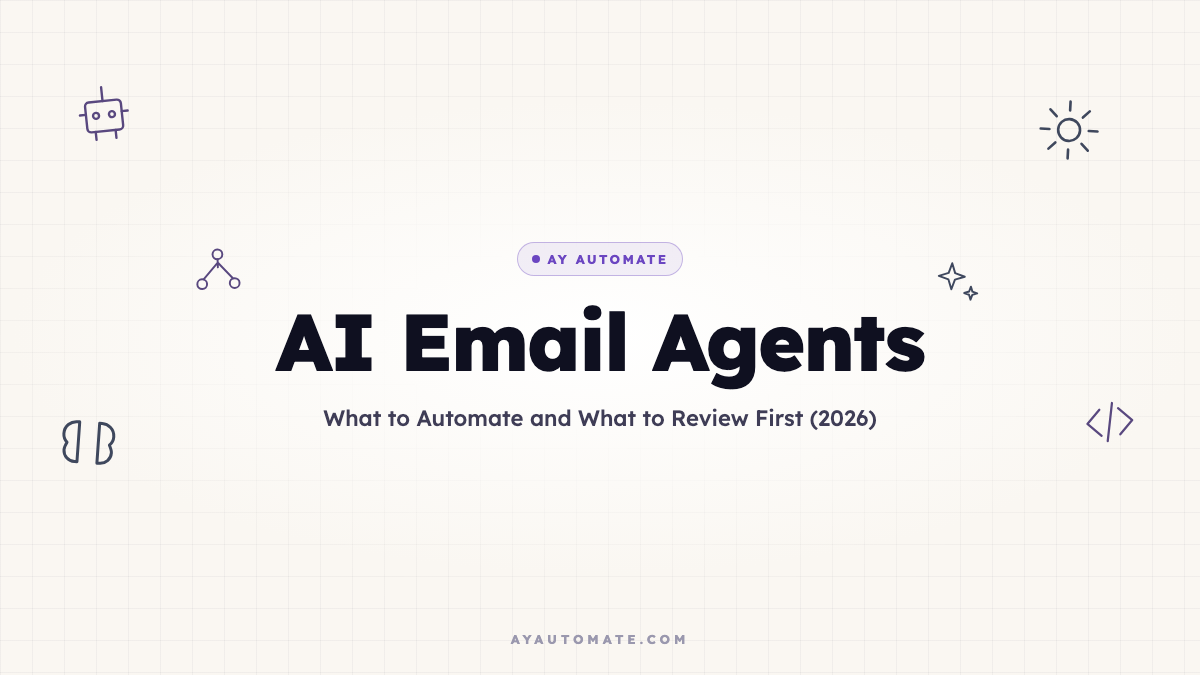 AY AUTOMATE
AI Email Agents
What to Automate and What to Review First (2026)
AYAUTOMATE.COM